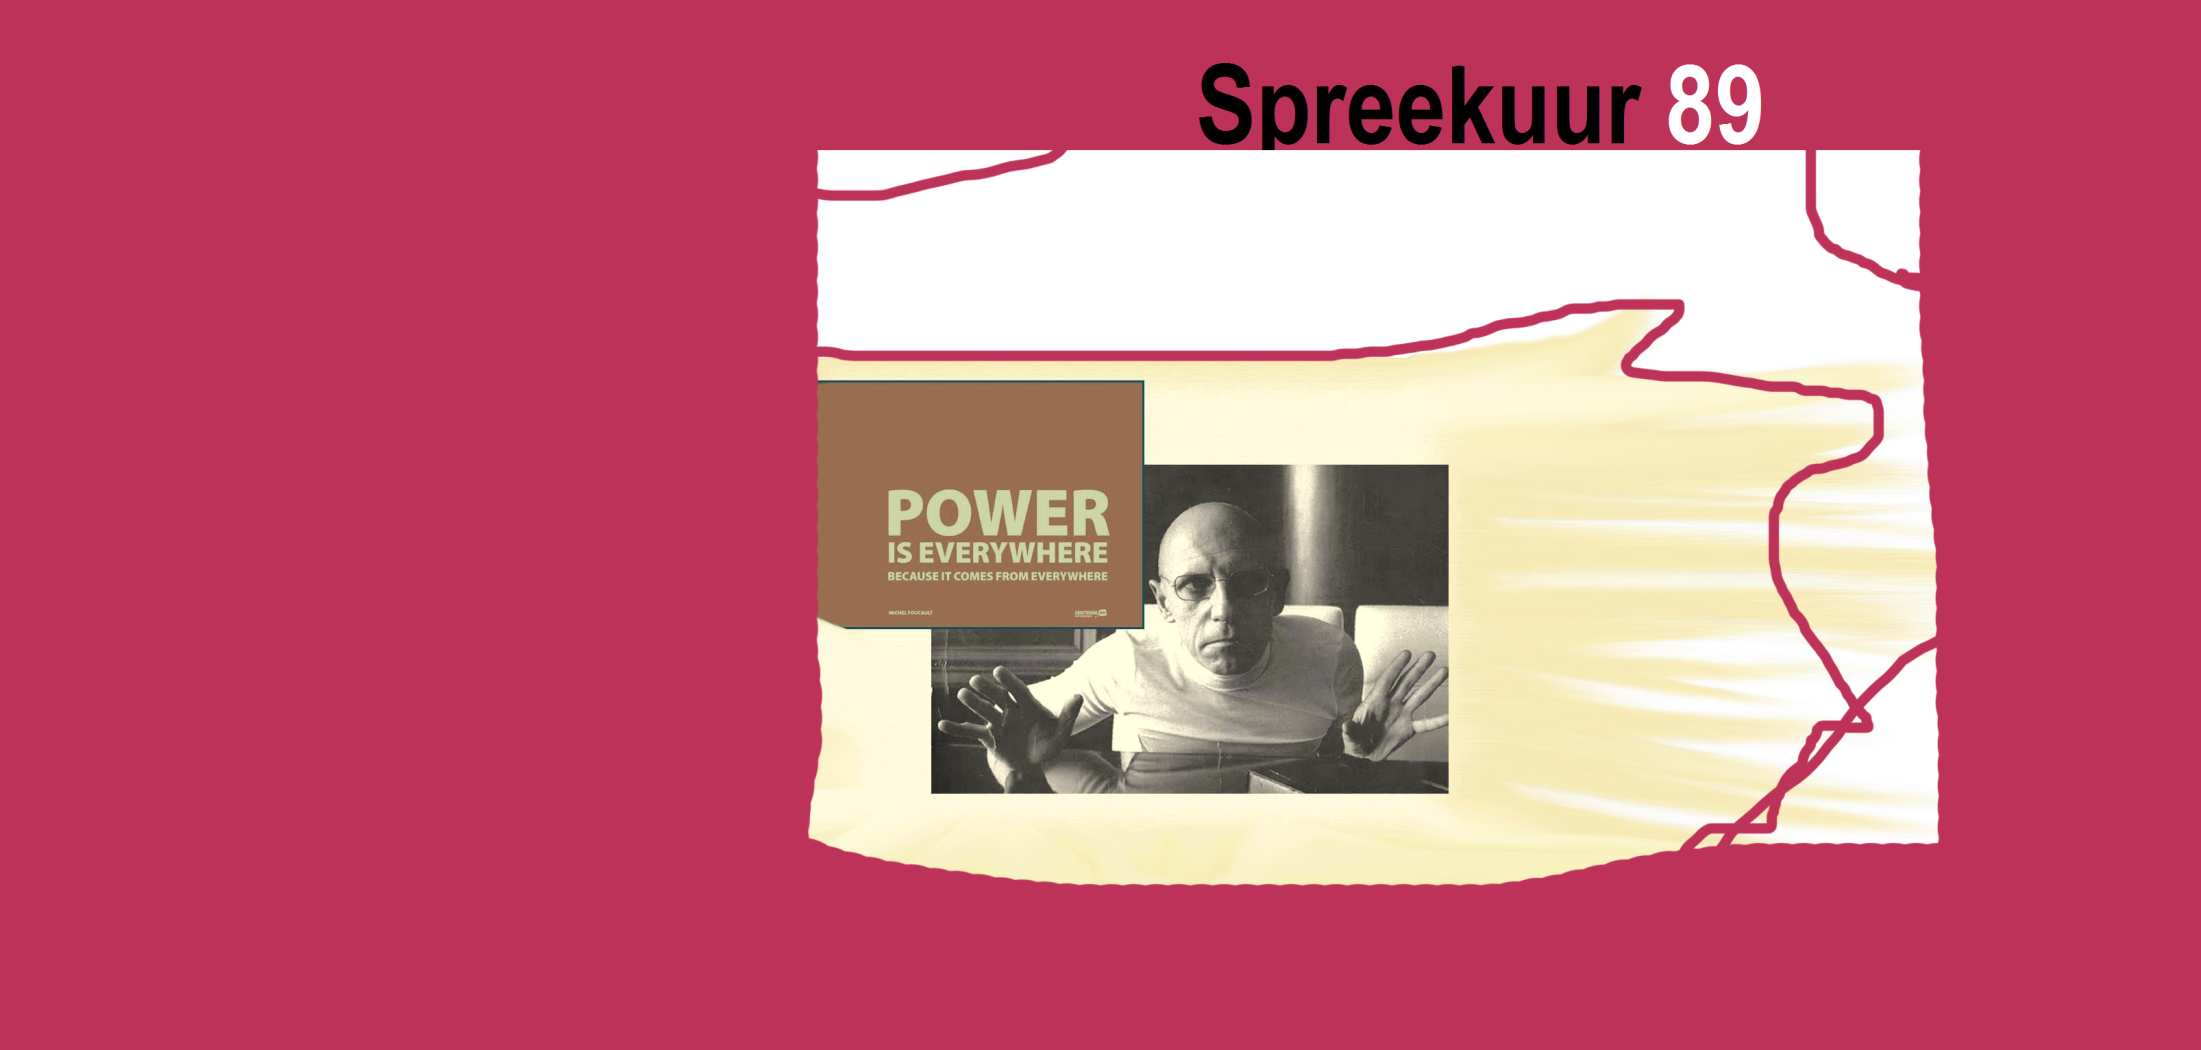 Spreekuur 89
POWER
IS EVERYWHERE
BECAUSE IT COMES FROM EVERYWHERE
MICHEL FOUCAULT